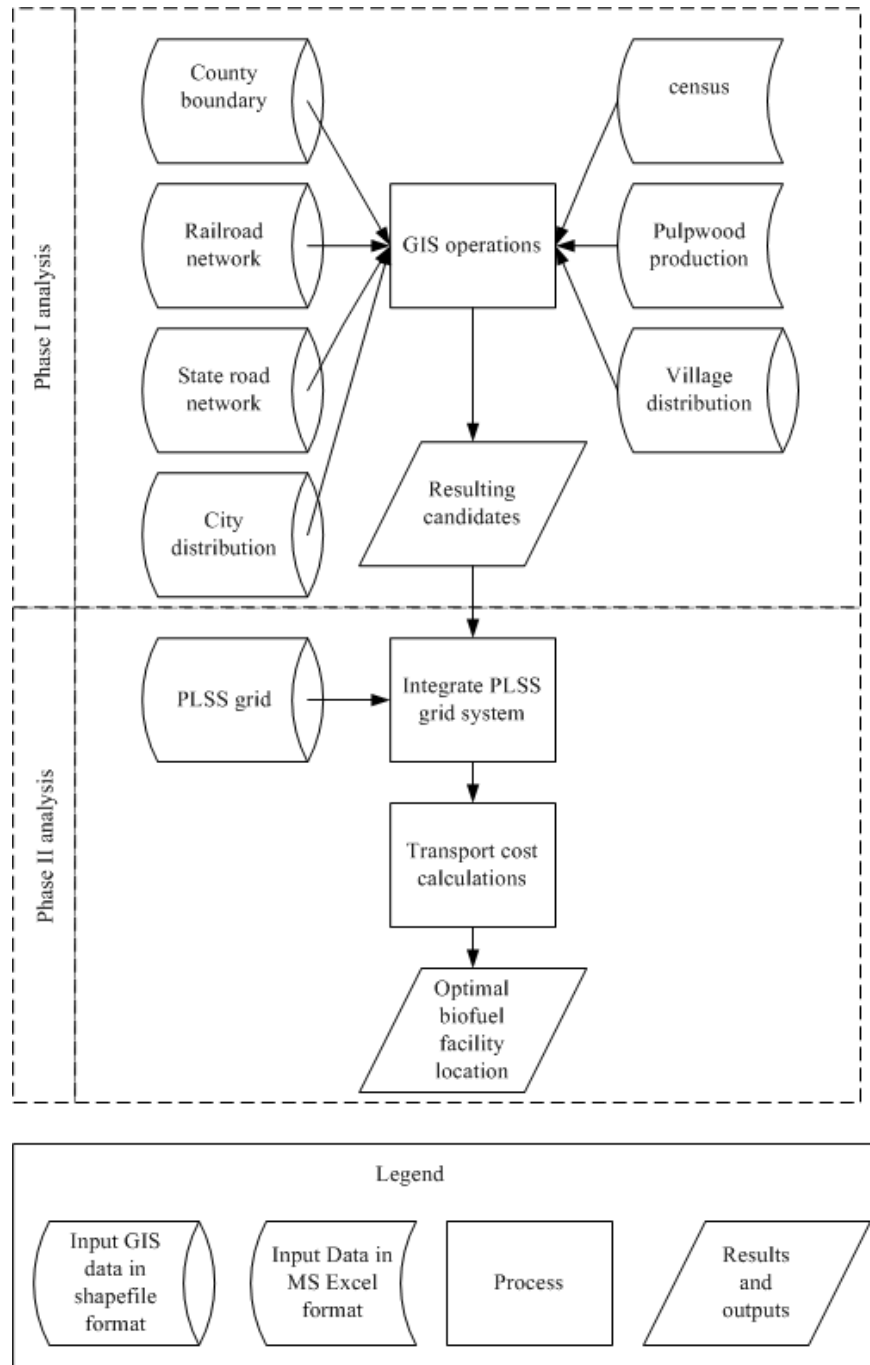 Phase I analysis
County
boundary
census
Railroad
network
GIS operations
Pulpwood
production
State road
network
Village
distribution
City
distribution
Resulting
candidates
Phase II analysis
PLSS grid
Integrate PLSS
grid system
Transport cost
calculations
Optimal
biofuel
facility
location
Legend
Input GIS
data in
shapefile
format
Input Data in
MS Excel
format
Process
Results
and
outputs